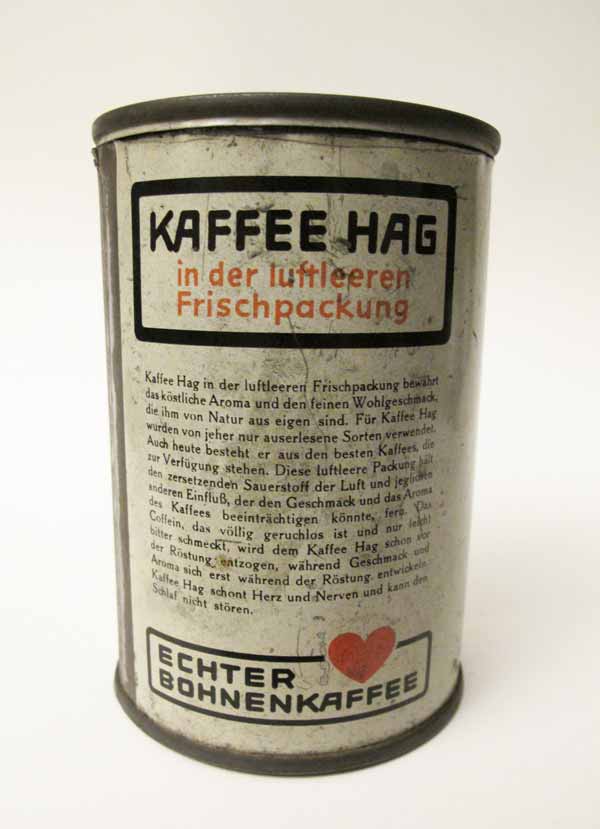 KAFFEE HAG
in der luftleeren
Frischpackung
Kaffee Hag in der luftleeren Frischpackung bewährt
das köstliche Aroma und den feinen Wohlgeschmack,
die ihm von Natur aus eigen sind. Für Kaffee Hag
wurden von jeher nur auserlesene Sorten verwendet.
Auch heute besteht er aus den besten Kaffees, die
zur Verfügung stehen. Diese luftleere Packung hält
den zersetzenden Sauerstoff der Luft und jeglichen
anderen Einfluß, der den Geschmack und das Aroma
des Kaffees beeinträchtigen könnte, fern. Das
Coffein, das völlig geruchlos ist und nur leicht
bitter schmeckt, wird dem Kaffee Hag schon vor
der Röstung entzogen, während Geschmack und
Aroma sich erst während der Röstung entwickeln.
Kaffee Hag schont Herz und Nerven und kann den
Schlaf nicht stören.
ECHTER
BOHNENKAFFEE